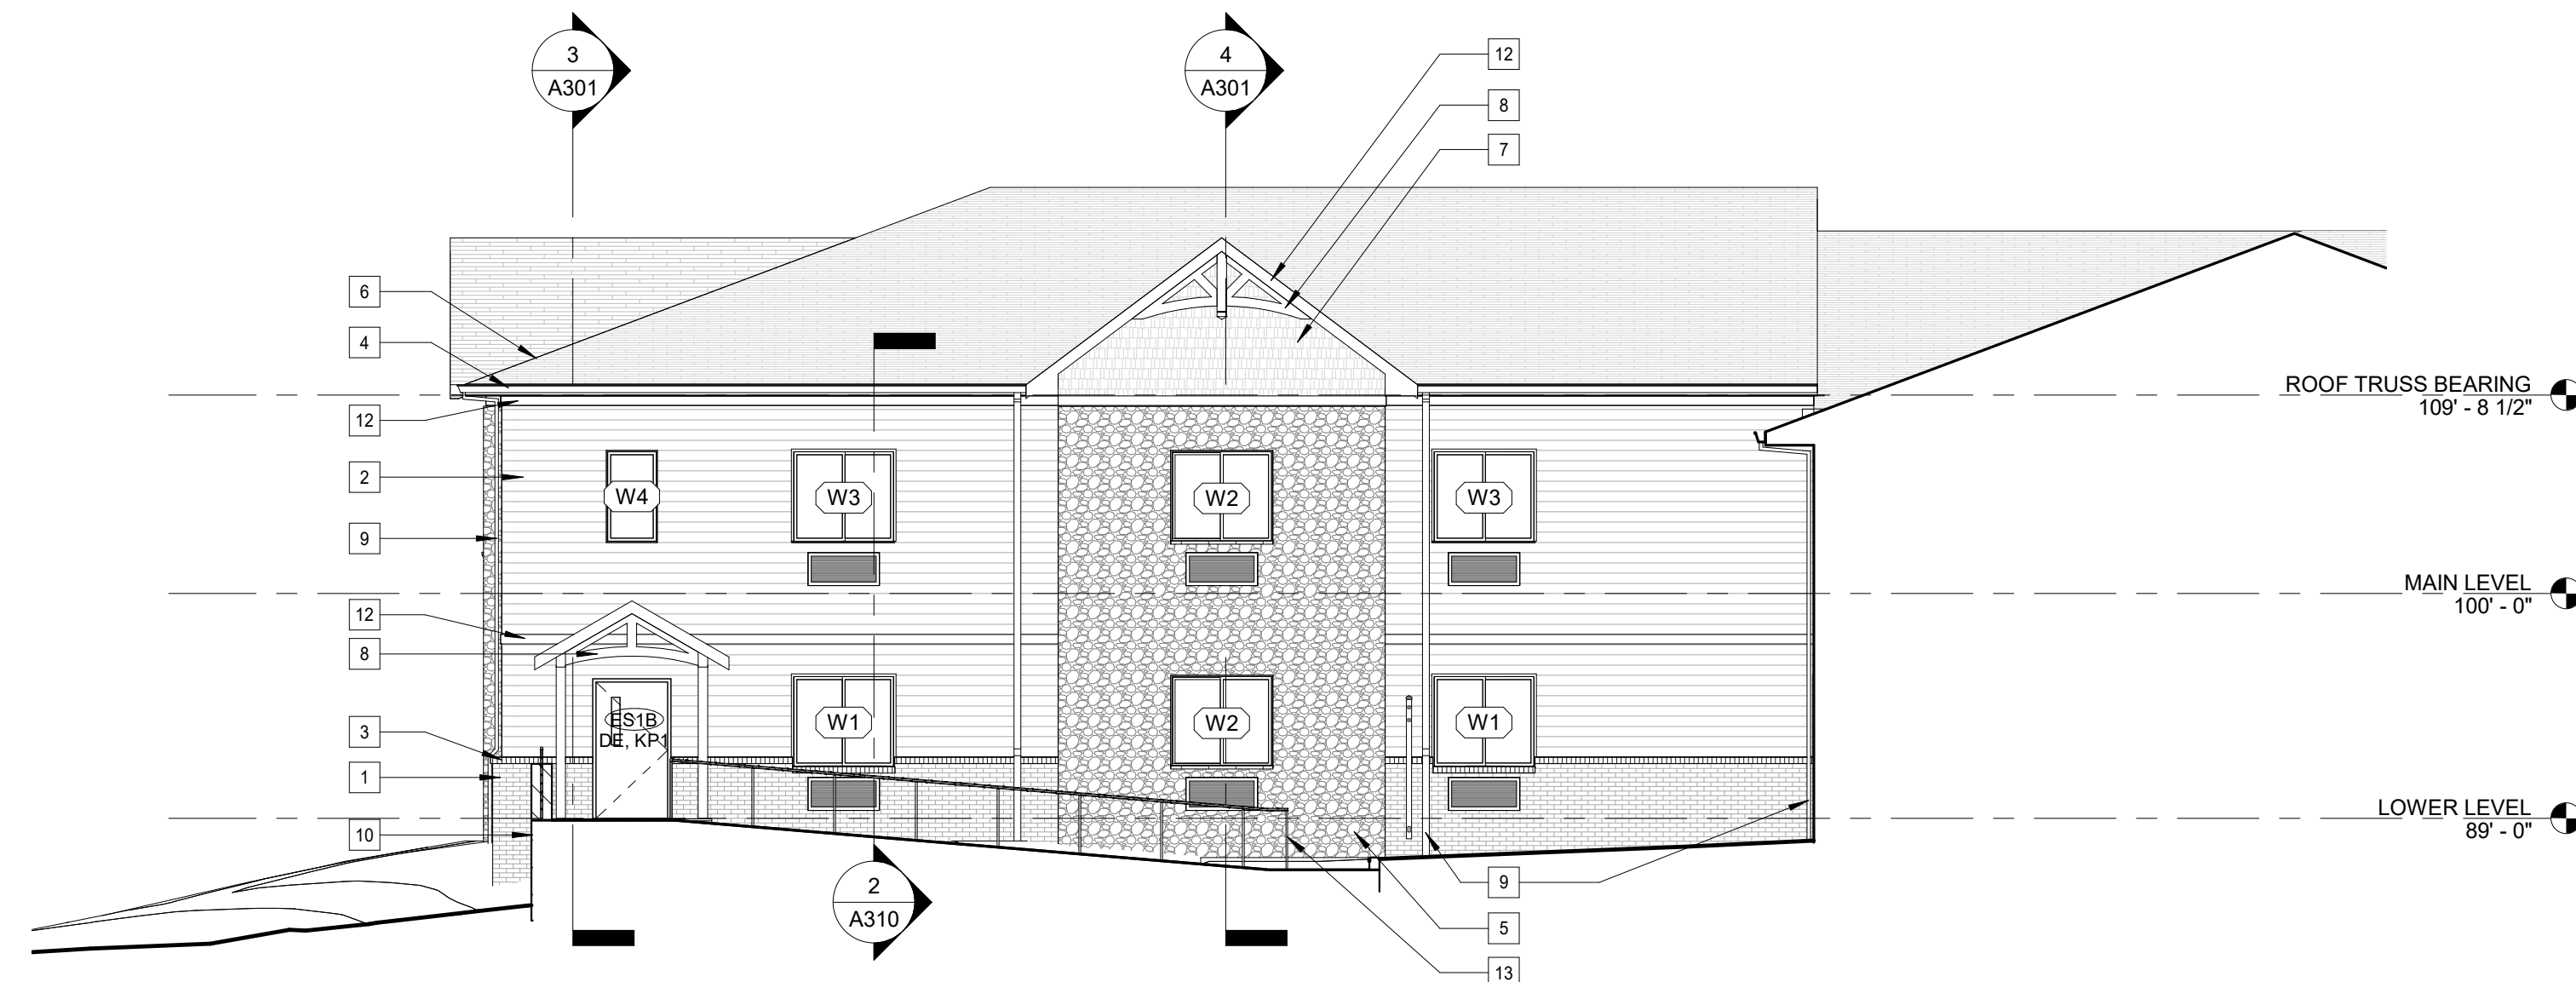 3
A301
4
A301
12
8
7
6
4
12
2
9
12
8
3
1
10
ROOF TRUSS BEARING
109' - 8 1/2"
W4
W3
W2
W3
MAIN LEVEL
100' - 0"
ES1B
DE, KP1
W1
W2
W1
LOWER LEVEL
89' - 0"
2
A310
9
5
13